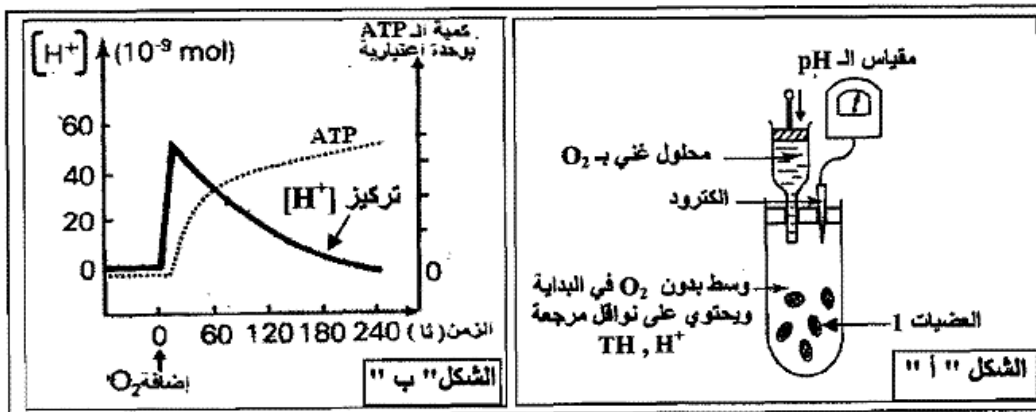 مقياس الـ pH
محلول غني بـ O₂
الكترود
وسط بدون O₂ في البداية
ويحتوي على نواقل مرجعة
TH , H⁺
العضيات 1
الشكل " أ "
[H⁺] (10⁻⁹ mol)
كمية الـ ATP
بوحدة اعتبارية
60
40
20
0
ATP
تركيز [H⁺]
0
0 60 120 180 240 الزمن (ثا)
إضافة O₂
الشكل " ب "